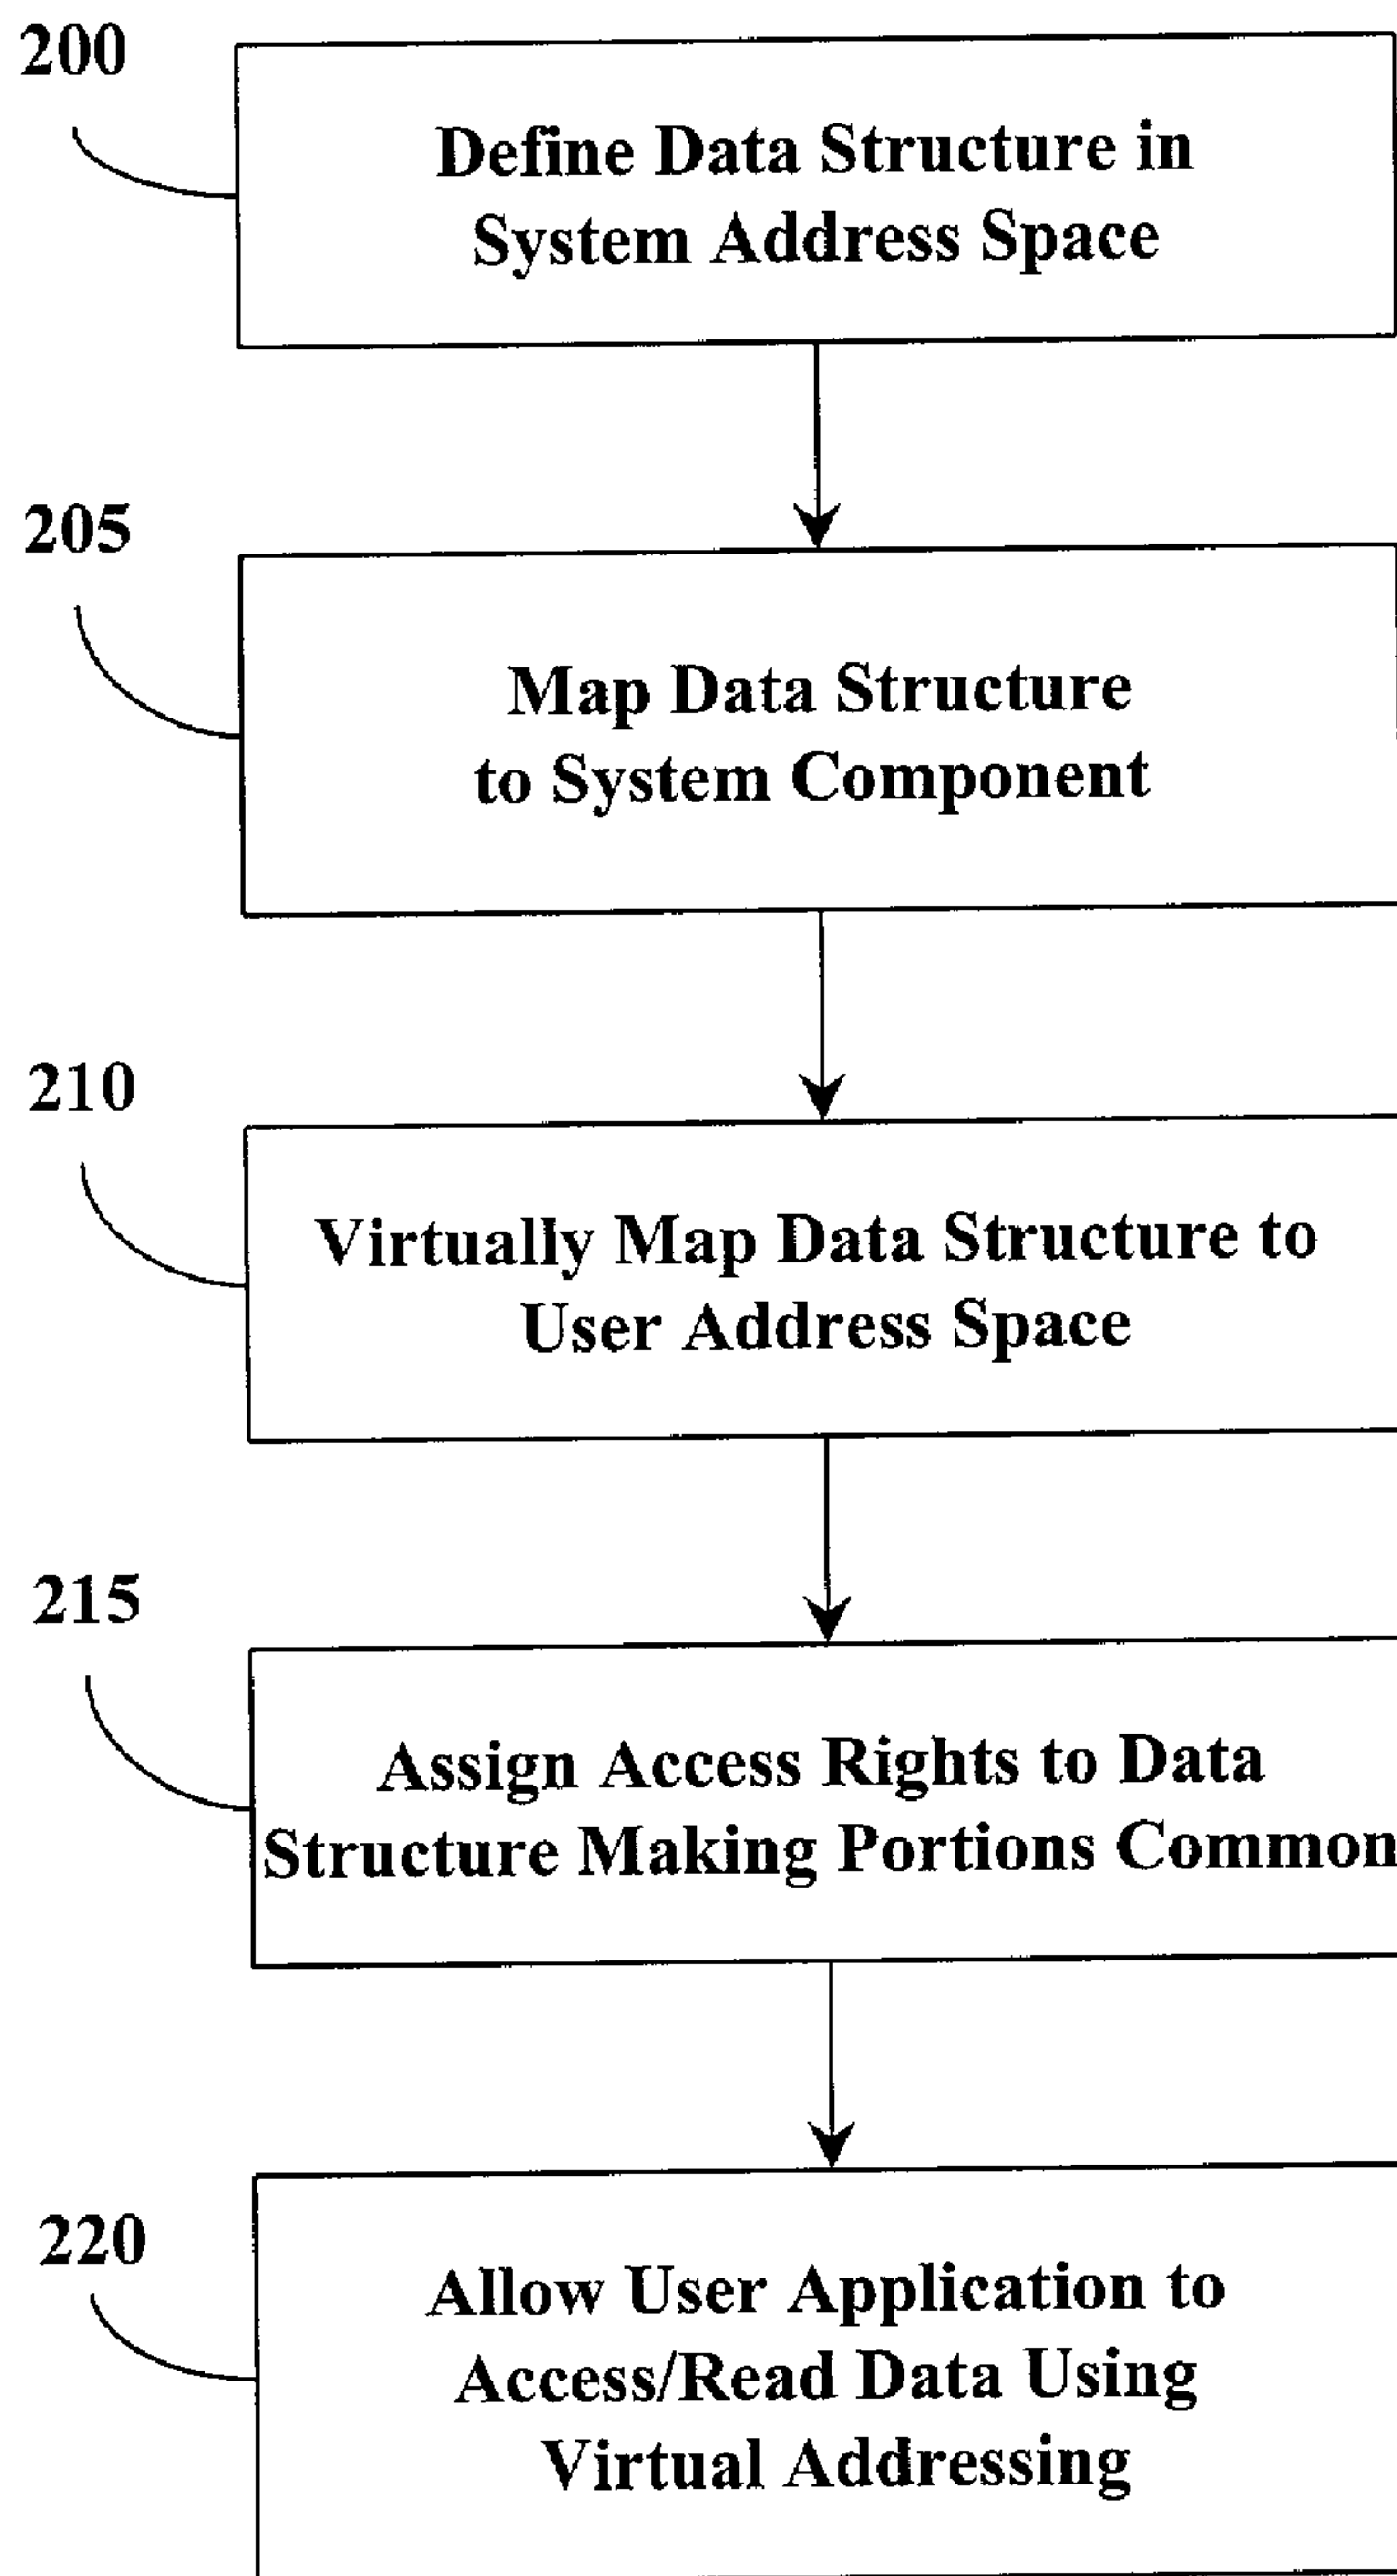 200
Define Data Structure in
System Address Space
205
Map Data Structure
to System Component
210
Virtually Map Data Structure to
User Address Space
215
Assign Access Rights to Data
Structure Making Portions Common
220
Allow User Application to
Access/Read Data Using
Virtual Addressing